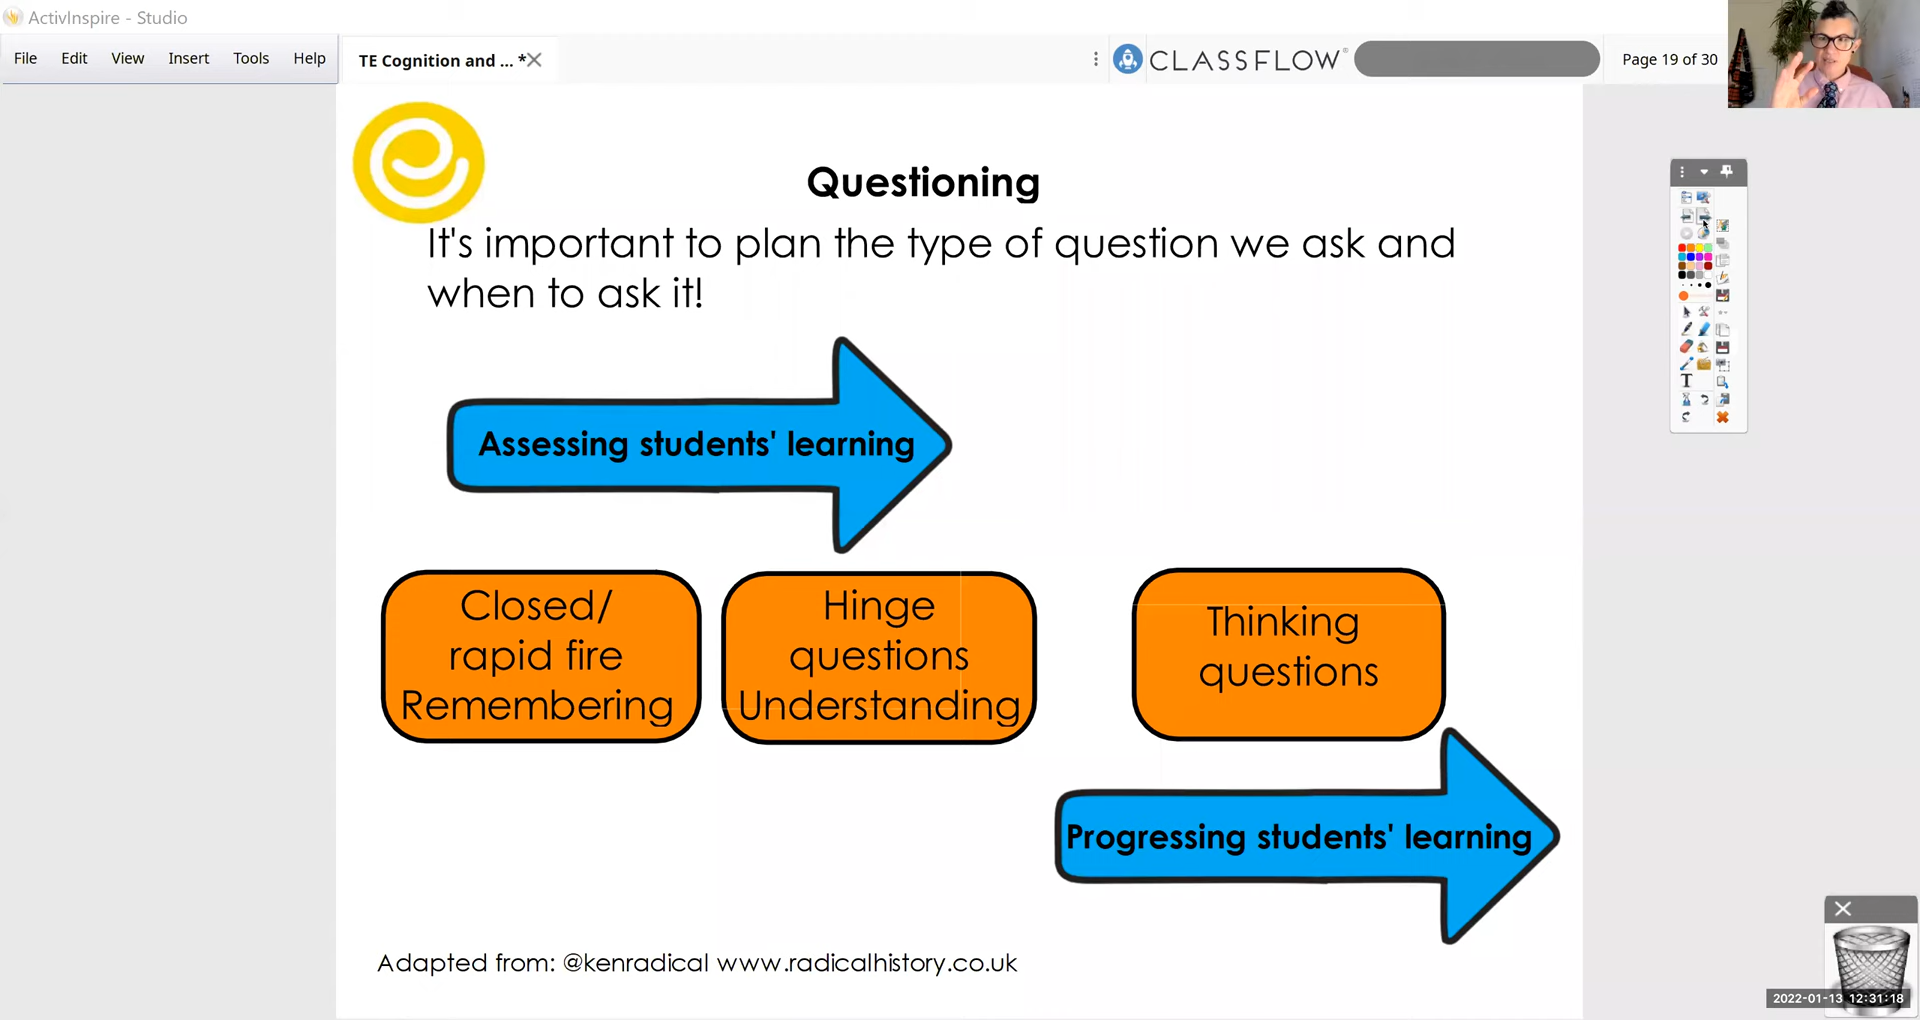 ActivInspire - Studio
File Edit View Insert Tools Help
TE Cognition and ... *
CLASSFLOW
Page 19 of 30
Questioning
It's important to plan the type of question we ask and
when to ask it!
Assessing students' learning
Closed/
rapid fire
Remembering
Hinge
questions
Understanding
Thinking
questions
Progressing students' learning
Adapted from: @kenradical www.radicalhistory.co.uk
2022-01-13 12:31:18